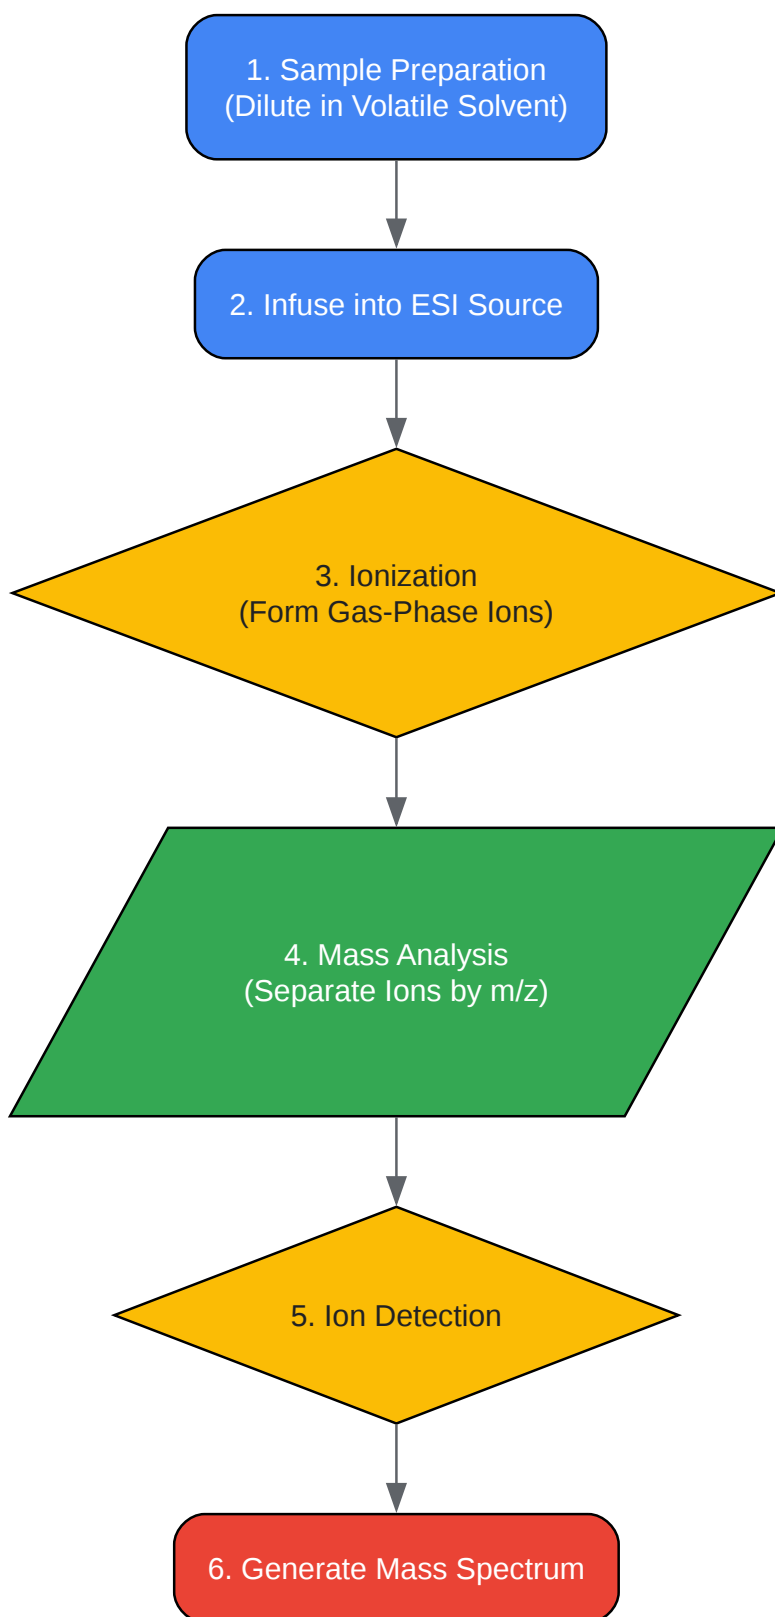 1. Sample Preparation
(Dilute in Volatile Solvent)
2. Infuse into ESI Source
3. Ionization
(Form Gas-Phase Ions)
4. Mass Analysis
(Separate Ions by m/z)
5. Ion Detection
6. Generate Mass Spectrum